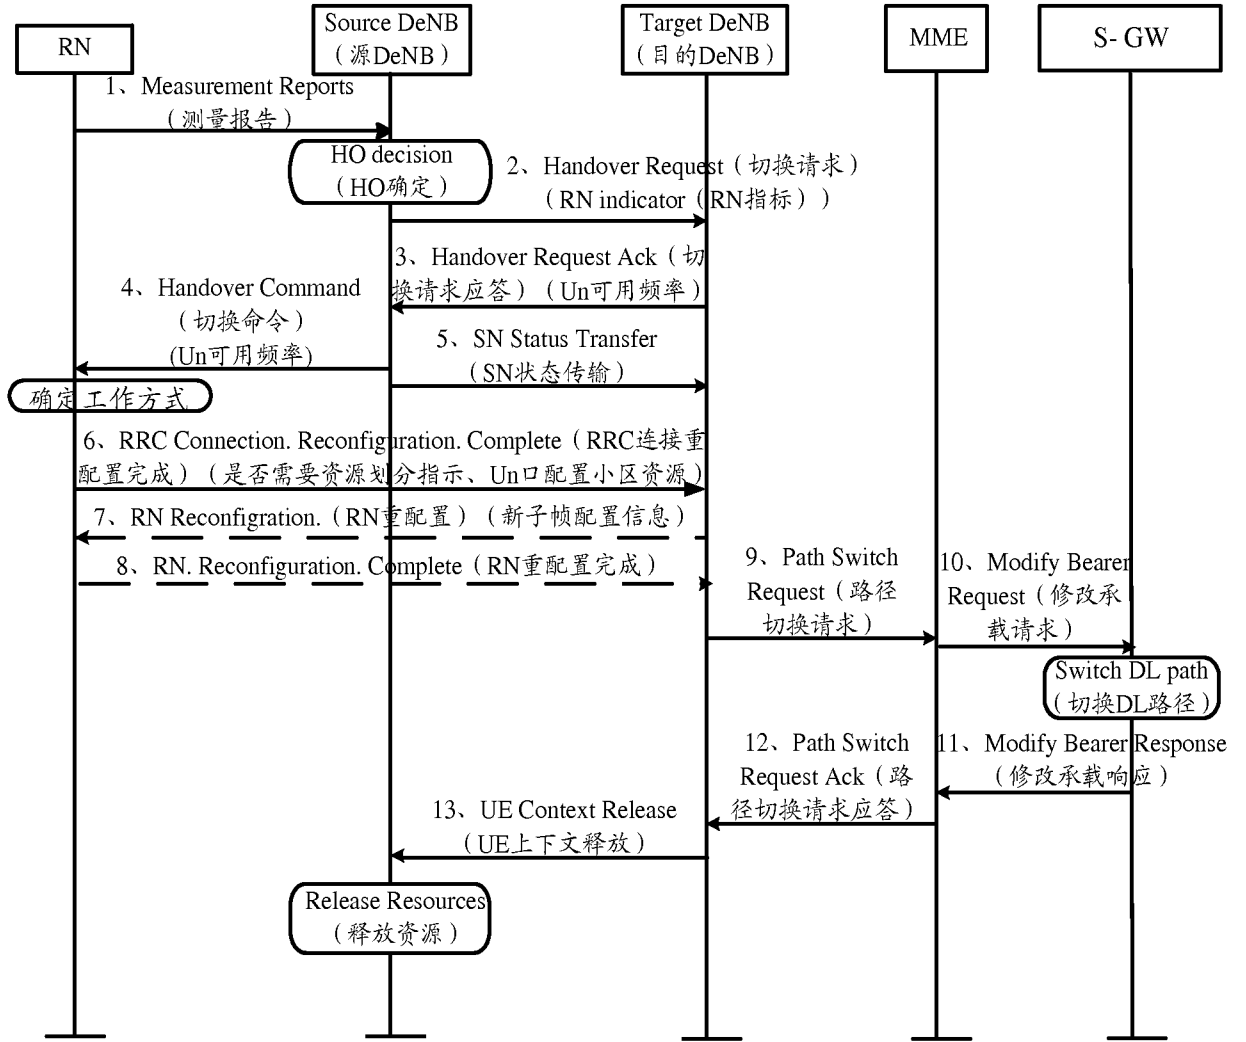 RN
Source DeNB
（源DeNB）
Target DeNB
（目的DeNB）
MME
S- GW
1、Measurement Reports
（测量报告）
HO decision
（HO确定）
2、Handover Request（切换请求）
（RN indicator（RN指标））
3、Handover Request Ack（切
换请求应答）（Un可用频率）
4、Handover Command
（切换命令）
(Un可用频率)
5、SN Status Transfer
（SN状态传输）
确定工作方式
6、RRC Connection. Reconfiguration. Complete（RRC连接重
配置完成）（是否需要资源划分指示、Un口配置小区资源）
7、RN Reconfigration.（RN重配置）（新子帧配置信息）
8、RN. Reconfiguration. Complete（RN重配置完成）
9、Path Switch
Request（路径
切换请求）
10、Modify Bearer
Request（修改承
载请求）
Switch DL path
（切换DL路径）
11、Modify Bearer Response
（修改承载响应）
12、Path Switch
Request Ack（路
径切换请求应答）
13、UE Context Release
（UE上下文释放）
Release Resources
（释放资源）